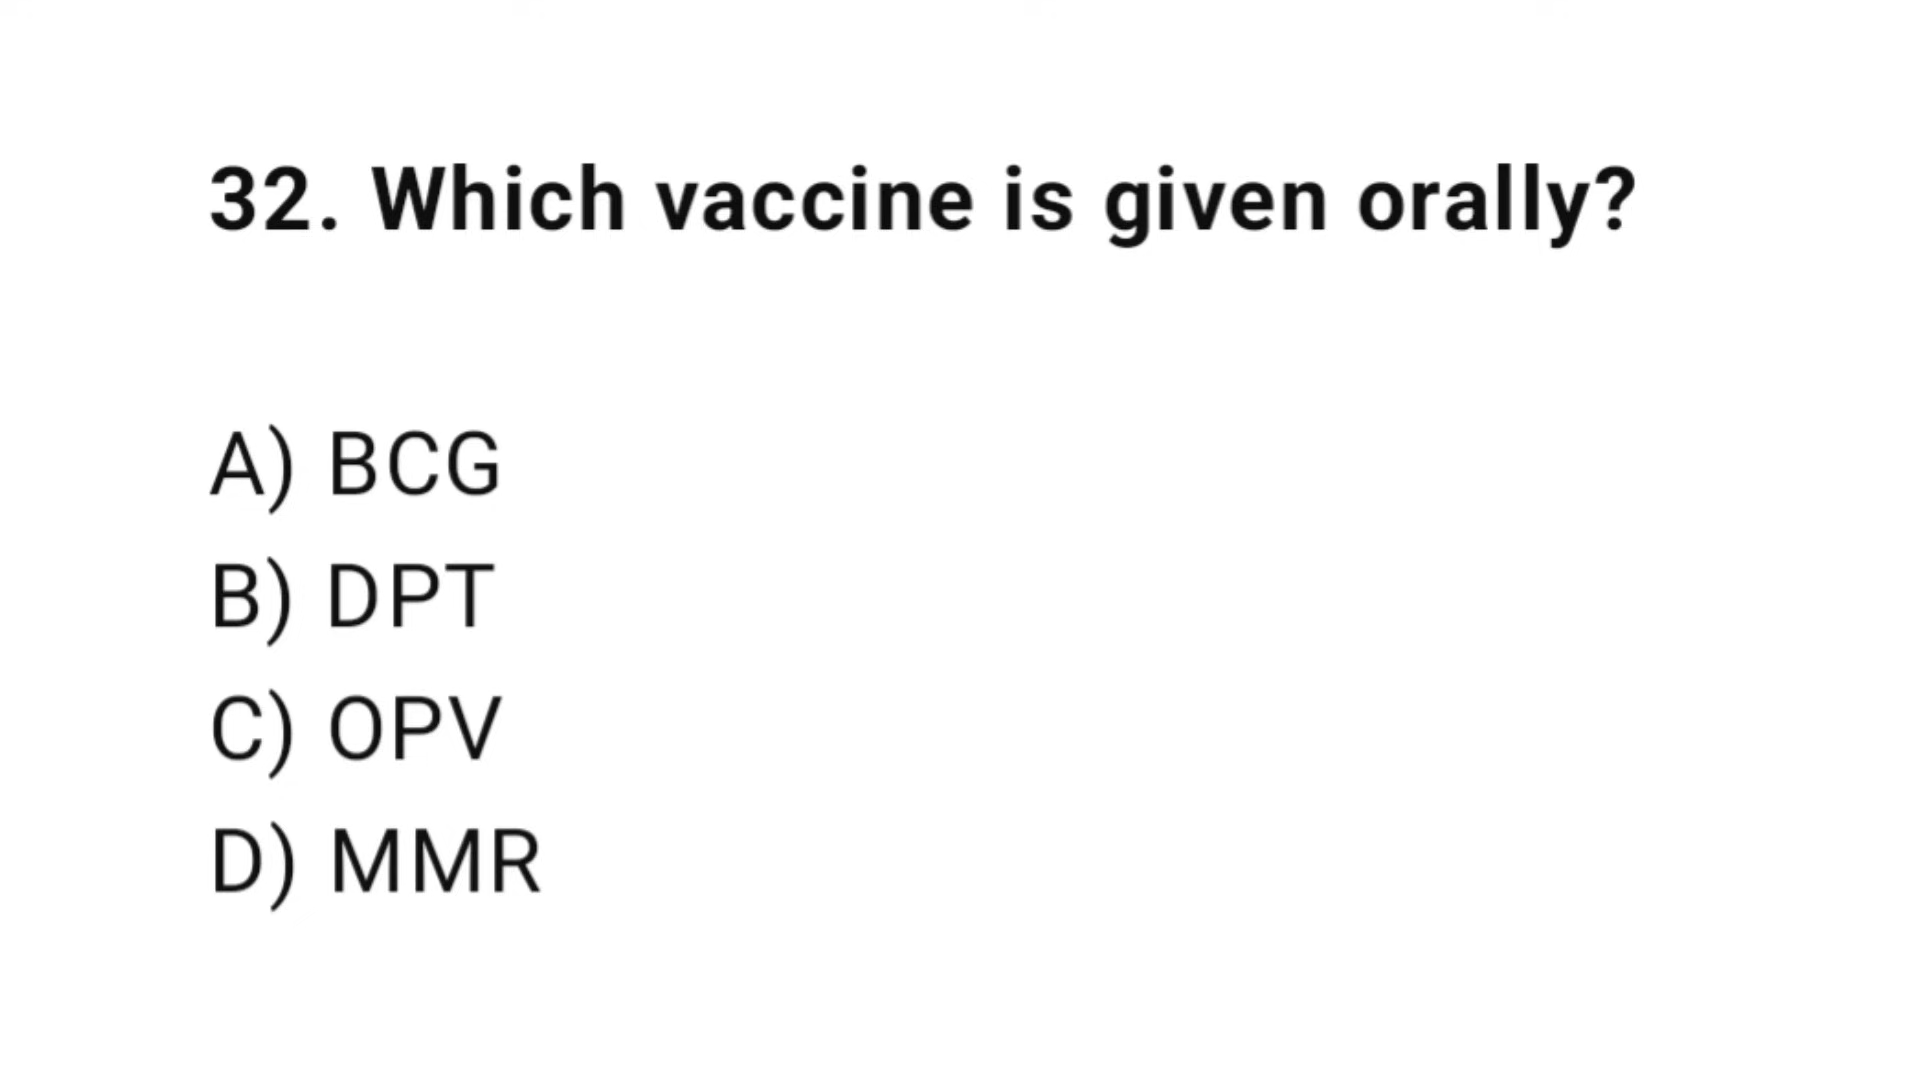 32. Which vaccine is given orally?
A) BCG
B) DPT
C) OPV
D) MMR